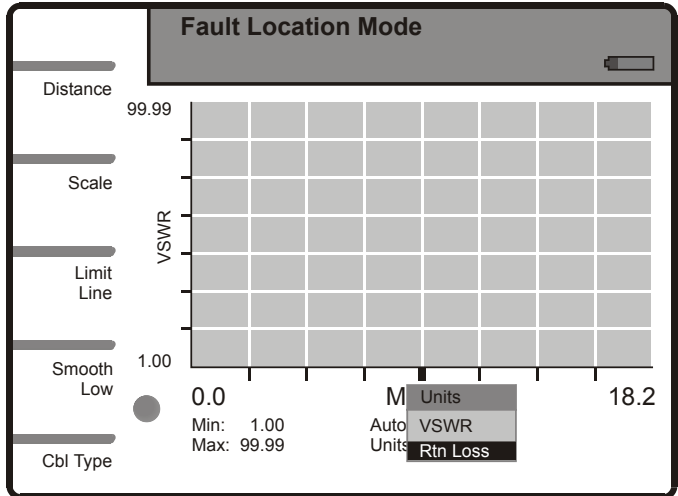 Fault Location Mode
Distance
Scale
Limit
Line
Smooth
Low
Cbl Type
99.99
VSWR
1.00
0.0
M
18.2
Min: 1.00
Max: 99.99
Auto
Units
Units
VSWR
Rtn Loss